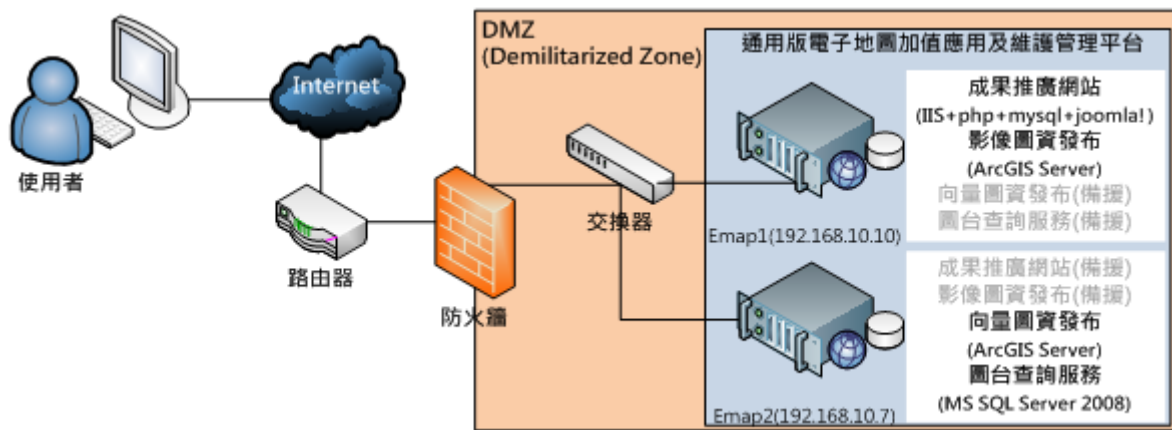 使用者
Internet
路由器
防火牆
DMZ
(Demilitarized Zone)
交換器
通用版電子地圖加值應用及維護管理平台
Emap1(192.168.10.10)
成果推廣網站
(IIS+php+mysql+joomla!)
影像圖資發布
(ArcGIS Server)
向量圖資發布(備援)
圖台查詢服務(備援)
Emap2(192.168.10.7)
成果推廣網站(備援)
影像圖資發布(備援)
向量圖資發布
(ArcGIS Server)
圖台查詢服務
(MS SQL Server 2008)